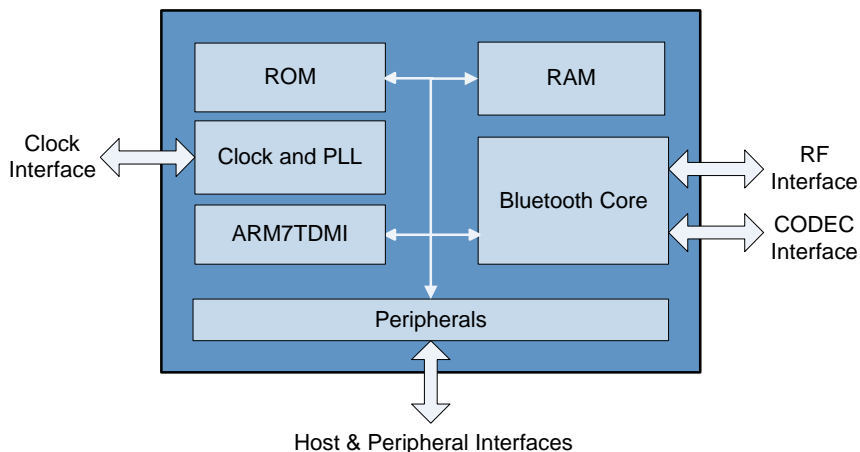 ROM
RAM
Clock
Interface
Clock and PLL
Bluetooth Core
RF
Interface
ARM7TDMI
CODEC
Interface
Peripherals
Host & Peripheral Interfaces